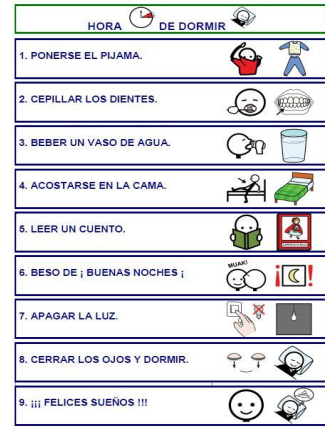 HORA DE DORMIR
1. PONERSE EL PIJAMA.
2. CEPILLAR LOS DIENTES.
3. BEBER UN VASO DE AGUA.
4. ACOSTARSE EN LA CAMA.
5. LEER UN CUENTO.
6. BESO DE ¡ BUENAS NOCHES ¡
MUAK!
¡ !
7. APAGAR LA LUZ.
8. CERRAR LOS OJOS Y DORMIR.
9. ¡¡¡ FELICES SUEÑOS !!!